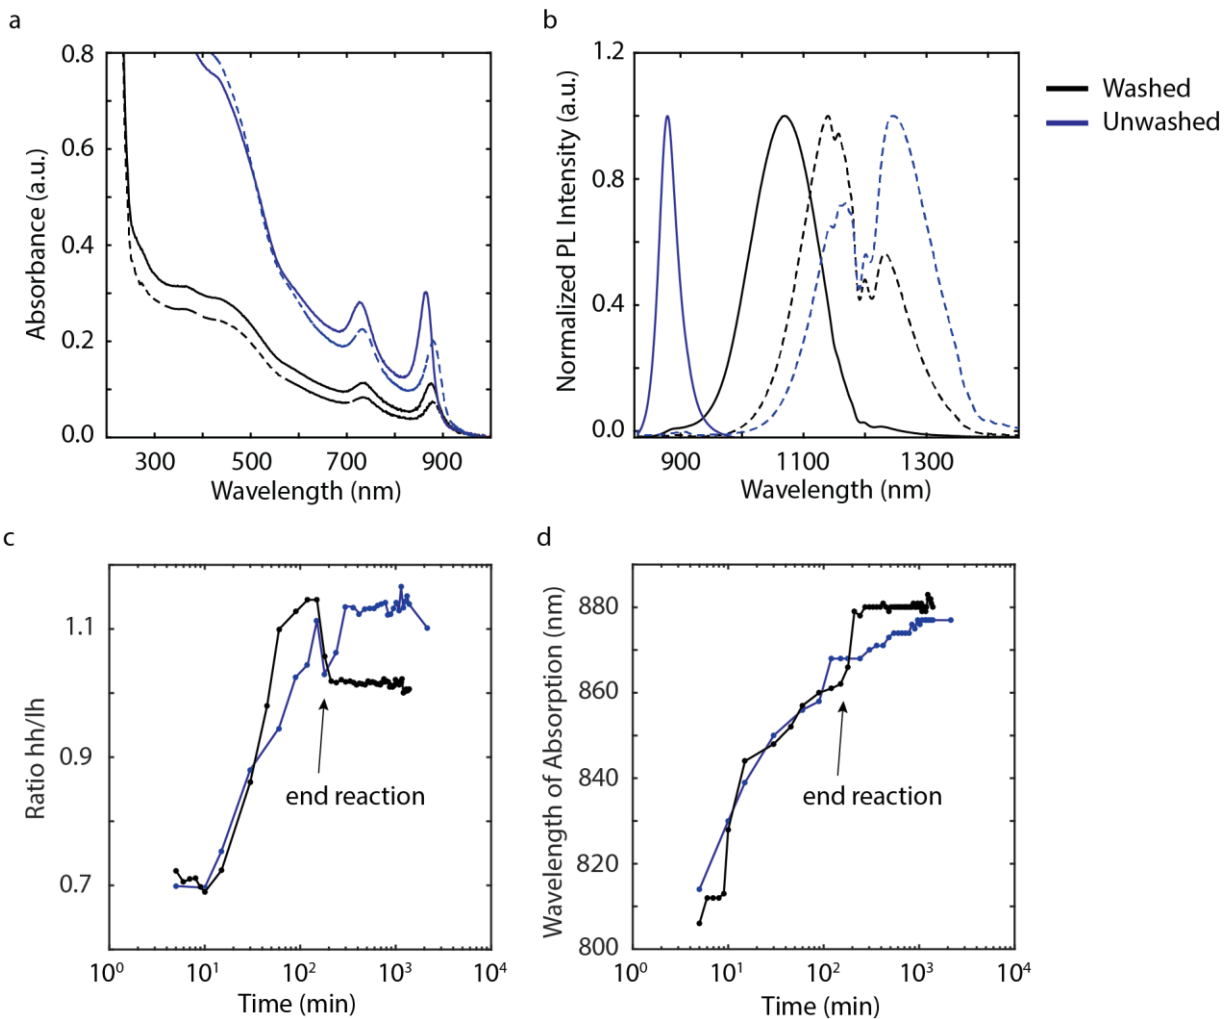 a
0.8
0.6
0.4
0.2
0.0
Absorbance (a.u.)
300 500 700 900
Wavelength (nm)
b
1.2
0.8
0.4
0.0
Normalized PL Intensity (a.u.)
900 1100 1300
Wavelength (nm)
Washed
Unwashed
c
1.1
0.9
0.7
Ratio hh/lh
end reaction
10⁰ 10¹ 10² 10³ 10⁴
Time (min)
d
880
860
840
820
800
Wavelength of Absorption (nm)
end reaction
10⁰ 10¹ 10² 10³ 10⁴
Time (min)